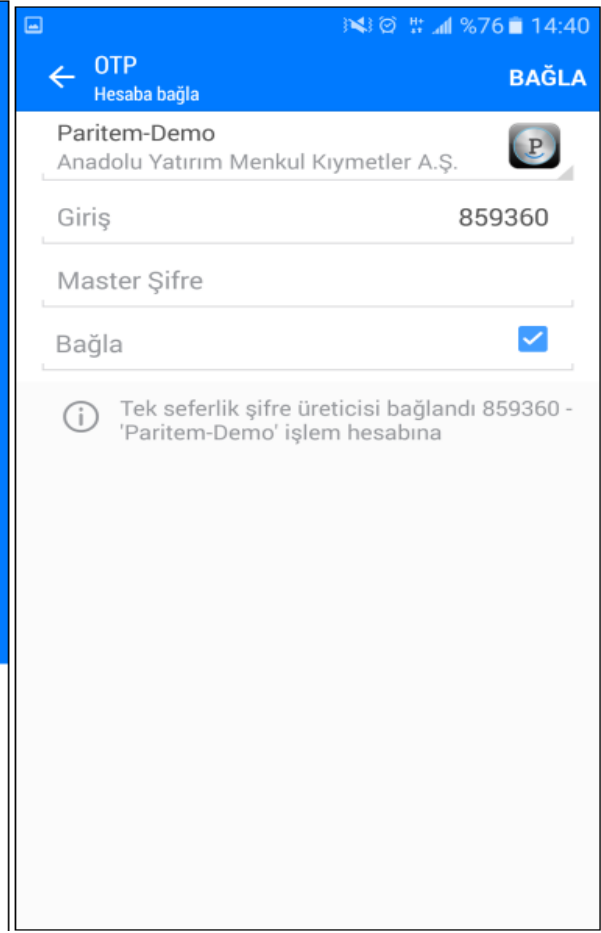 %76 14:40
OTP
Hesaba bağla
BAĞLA
Paritem-Demo
Anadolu Yatırım Menkul Kıymetler A.Ş.
P
Giriş 859360
Master Şifre
Bağla
Tek seferlik şifre üreticisi bağlandı 859360 -
'Paritem-Demo' işlem hesabına